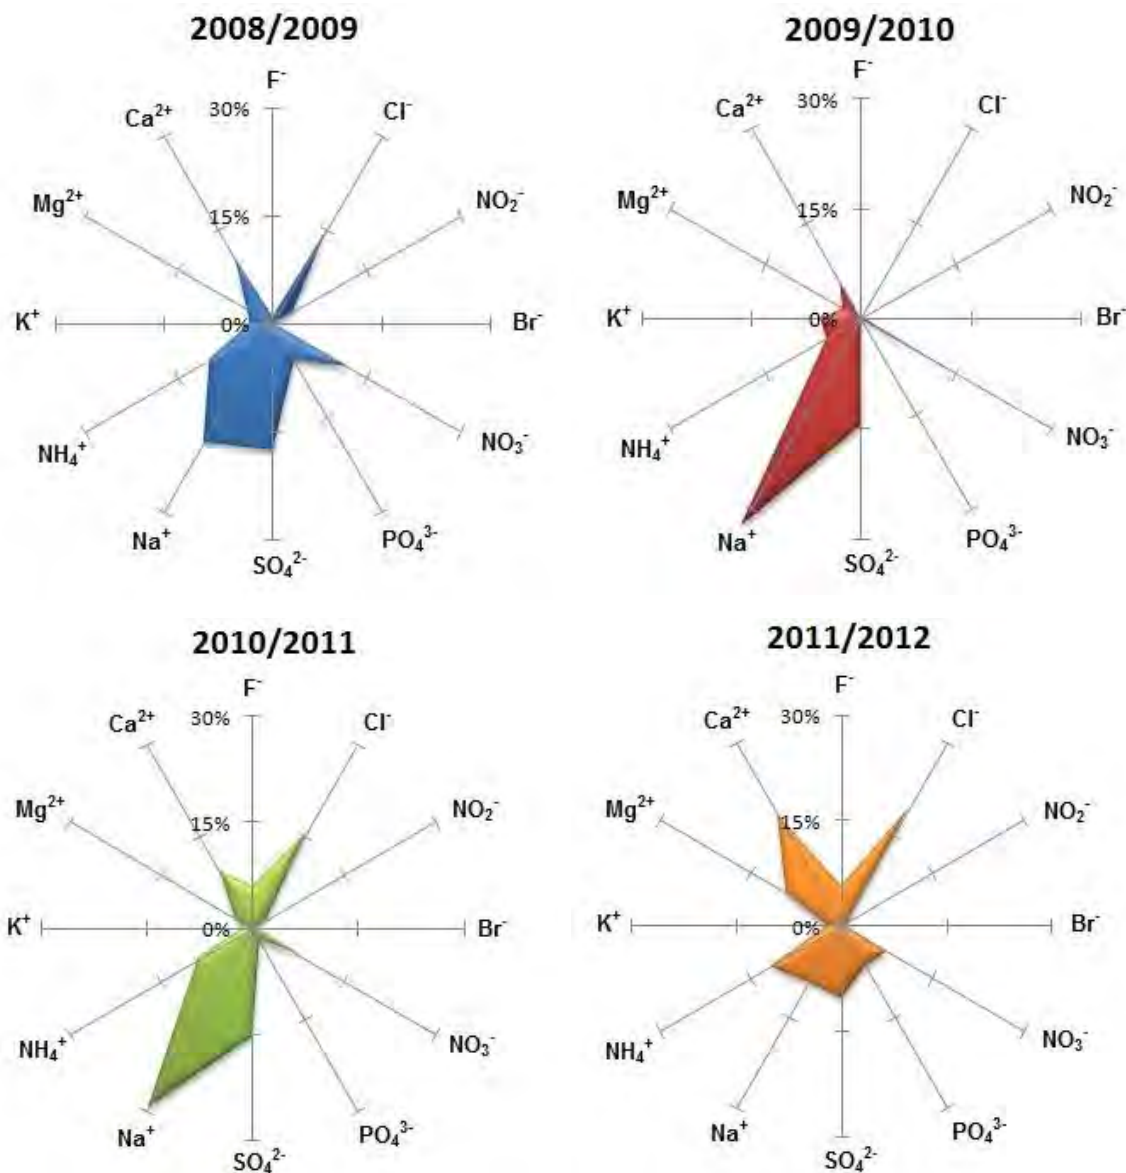 2008/2009
F⁻
30%
Ca²⁺
Cl⁻
Mg²⁺
15%
NO₂⁻
K⁺
0%
Br⁻
NH₄⁺
NO₃⁻
Na⁺
PO₄³⁻
SO₄²⁻
2009/2010
F⁻
30%
Ca²⁺
Cl⁻
Mg²⁺
15%
NO₂⁻
K⁺
0%
Br⁻
NH₄⁺
NO₃⁻
Na⁺
PO₄³⁻
SO₄²⁻
2010/2011
F⁻
30%
Ca²⁺
Cl⁻
Mg²⁺
15%
NO₂⁻
K⁺
0%
Br⁻
NH₄⁺
NO₃⁻
Na⁺
PO₄³⁻
SO₄²⁻
2011/2012
F⁻
30%
Ca²⁺
Cl⁻
Mg²⁺
15%
NO₂⁻
K⁺
0%
Br⁻
NH₄⁺
NO₃⁻
Na⁺
PO₄³⁻
SO₄²⁻